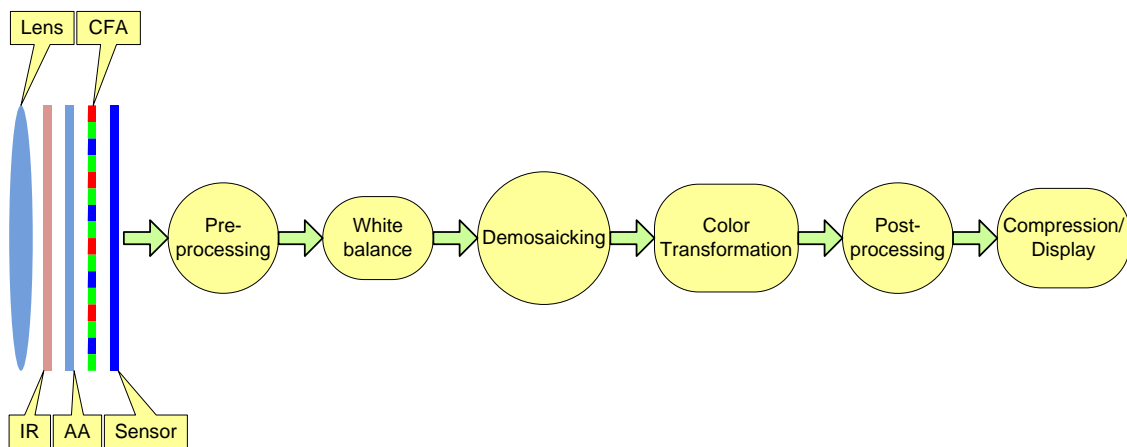 Lens
CFA
Pre-
processing
White
balance
Demosaicking
Color
Transformation
Post-
processing
Compression/
Display
IR
AA
Sensor